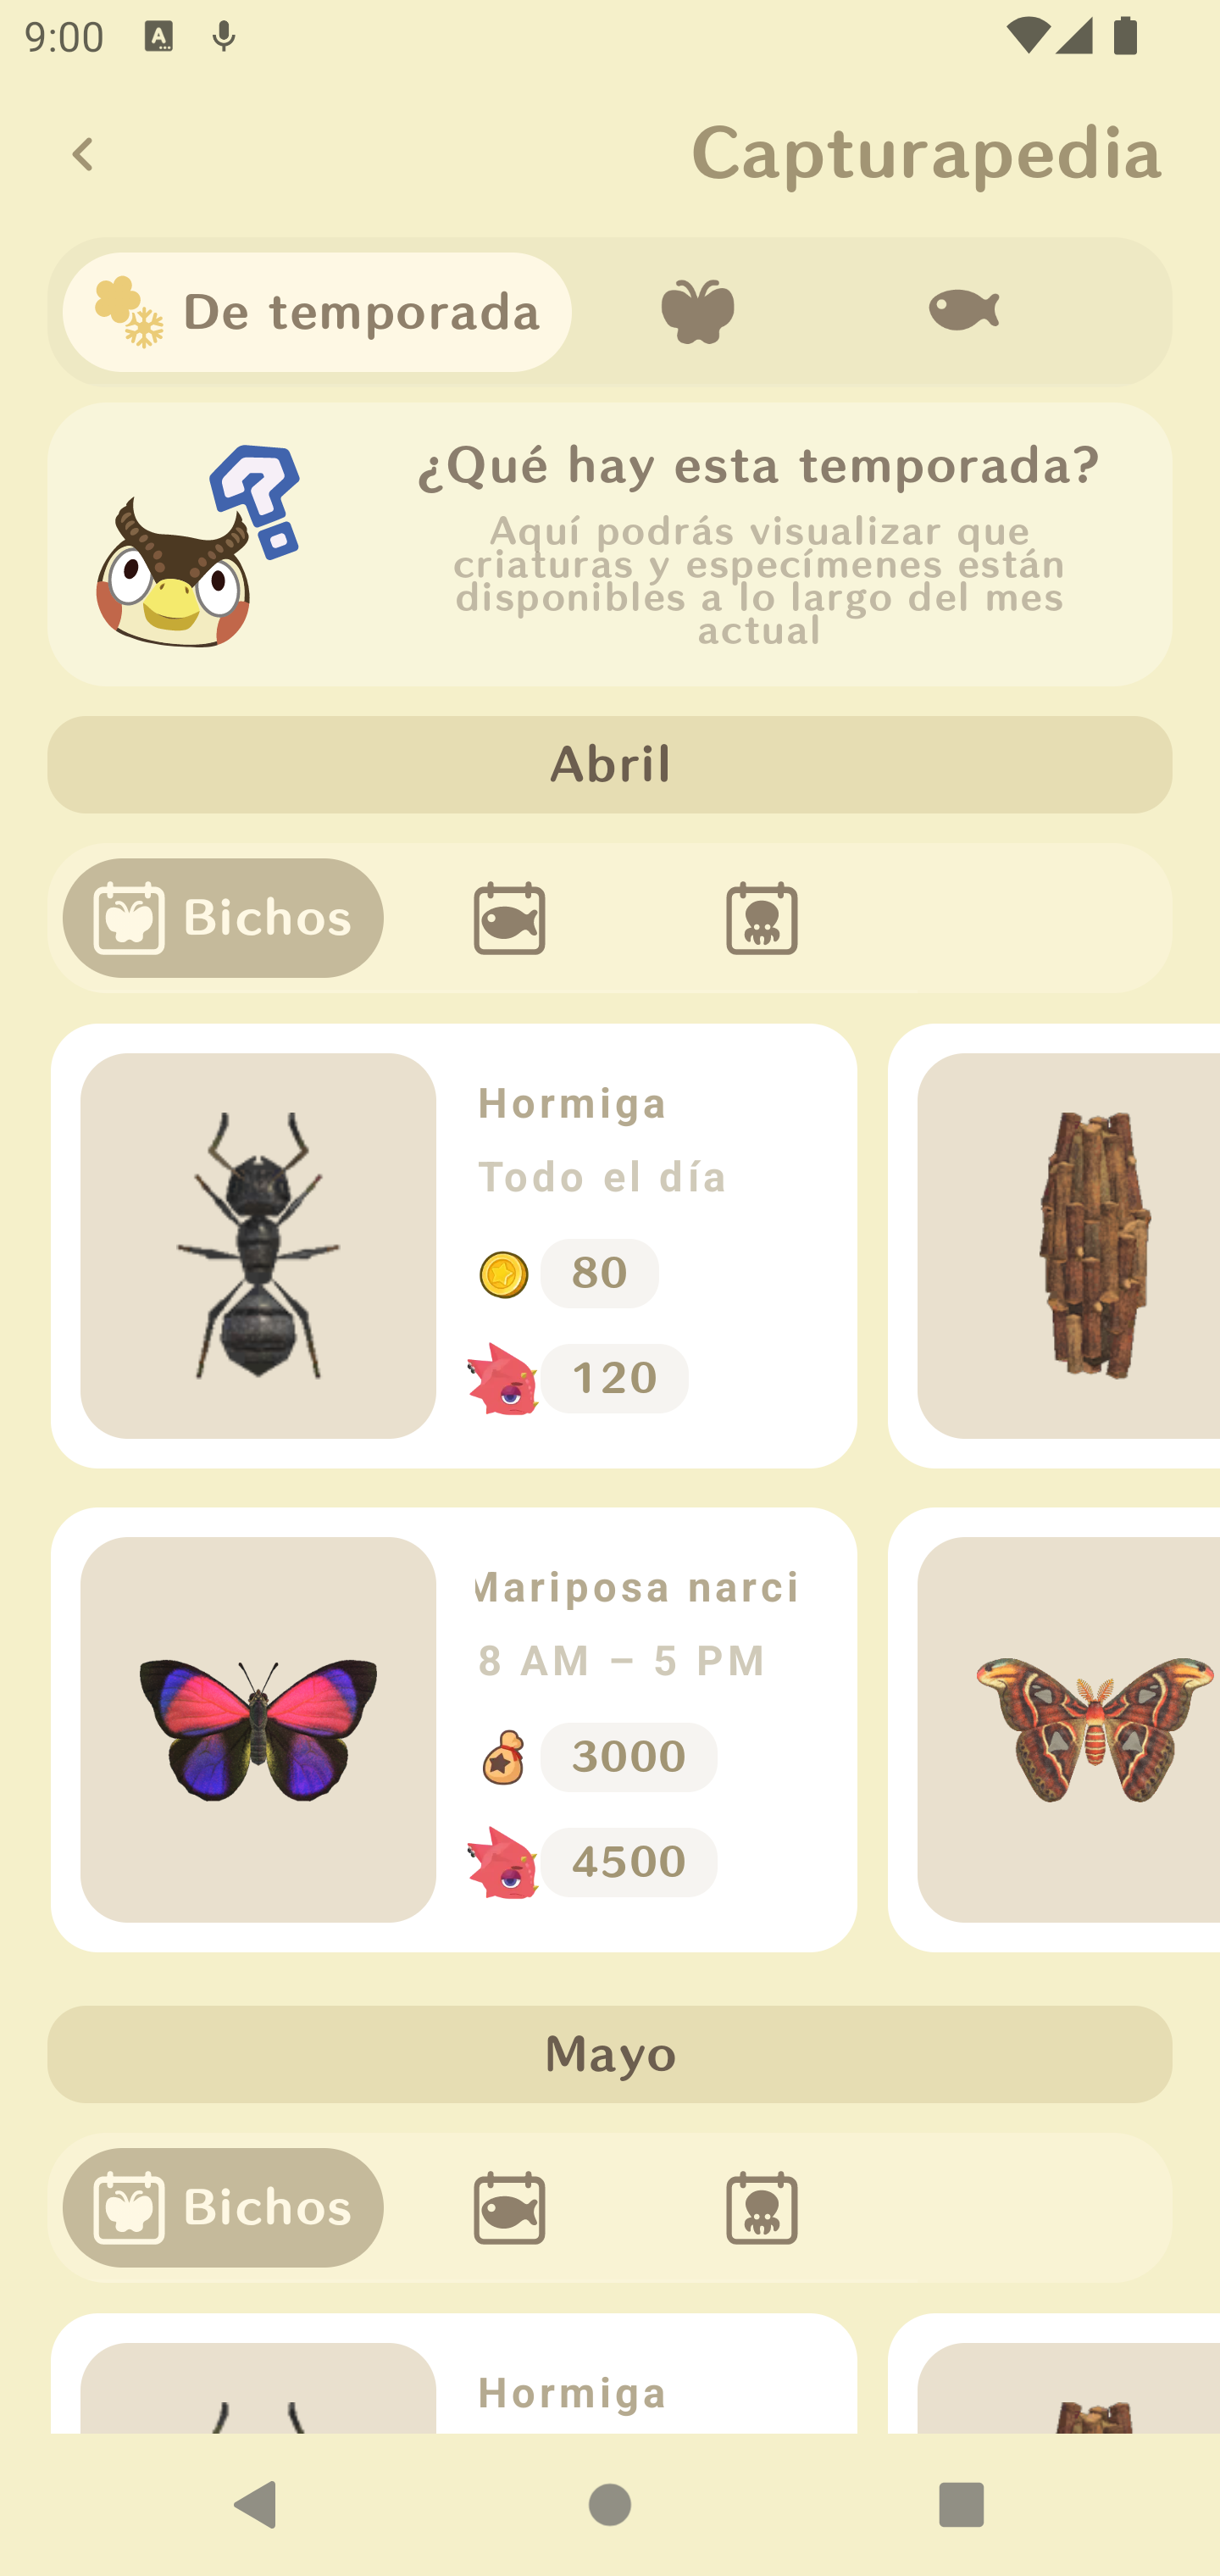 9:00
Capturapedia
De temporada
¿Qué hay esta temporada?
Aquí podrás visualizar que
criaturas y especímenes están
disponibles a lo largo del mes
actual
Abril
Bichos
Hormiga
Todo el día
80
120
Mariposa narci
8 AM – 5 PM
3000
4500
Mayo
Bichos
Hormiga